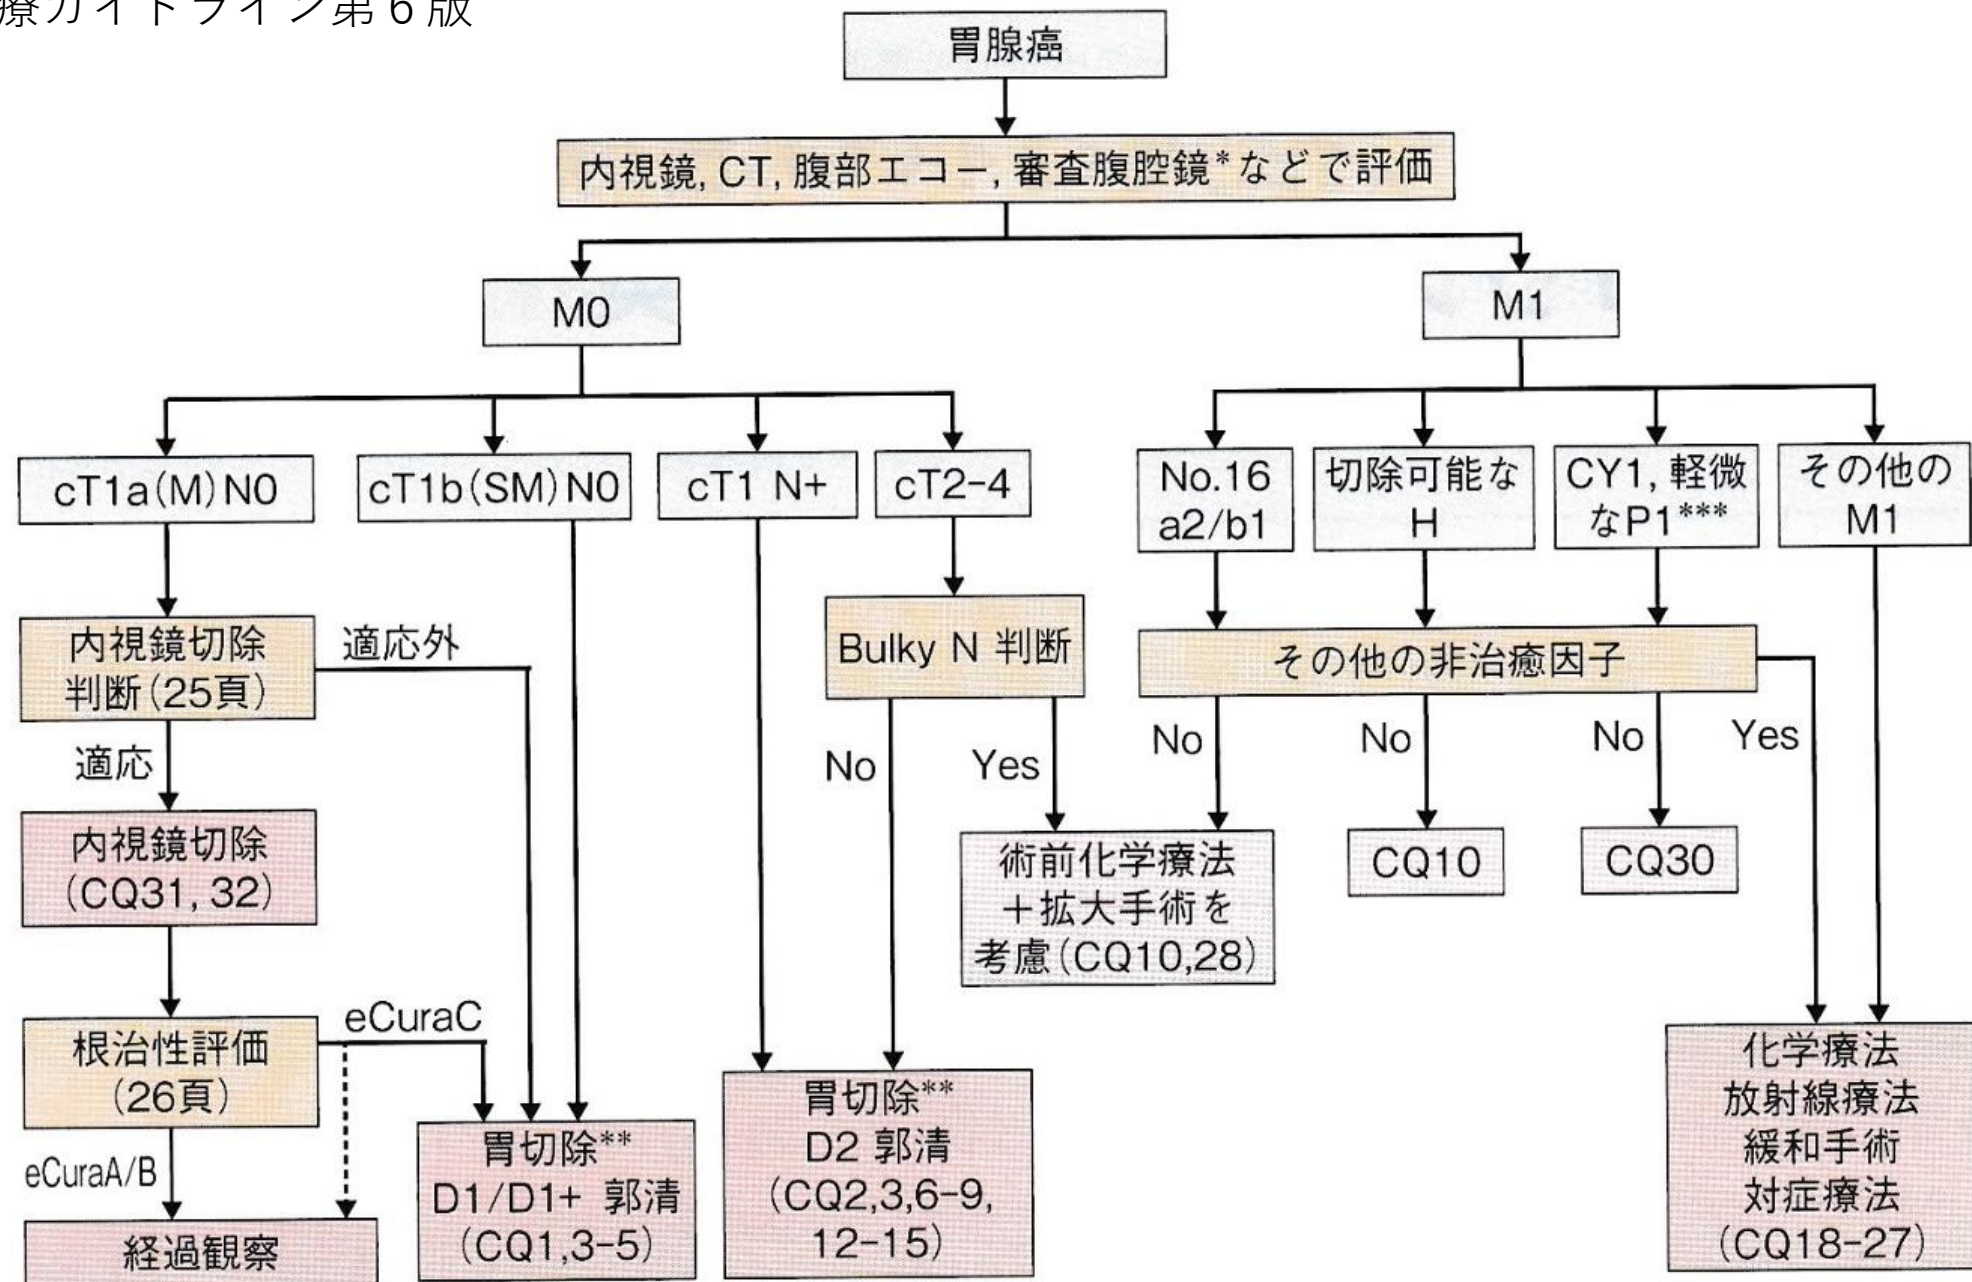 療ガイドライン第6版
胃腺癌
内視鏡, CT, 腹部エコー, 審査腹腔鏡*などで評価
M0
M1
cT1a(M)N0
cT1b(SM)N0
cT1 N+
cT2-4
No.16
a2/b1
切除可能な
H
CY1, 軽微
なP1***
その他の
M1
内視鏡切除
判断(25頁)
適応外
Bulky N 判断
その他の非治癒因子
適応
No
Yes
No
No
No
Yes
内視鏡切除
(CQ31, 32)
術前化学療法
+拡大手術を
考慮(CQ10,28)
CQ10
CQ30
根治性評価
(26頁)
eCuraC
eCuraA/B
経過観察
胃切除**
D1/D1+ 郭清
(CQ1,3-5)
胃切除**
D2 郭清
(CQ2,3,6-9,
12-15)
化学療法
放射線療法
緩和手術
対症療法
(CQ18-27)